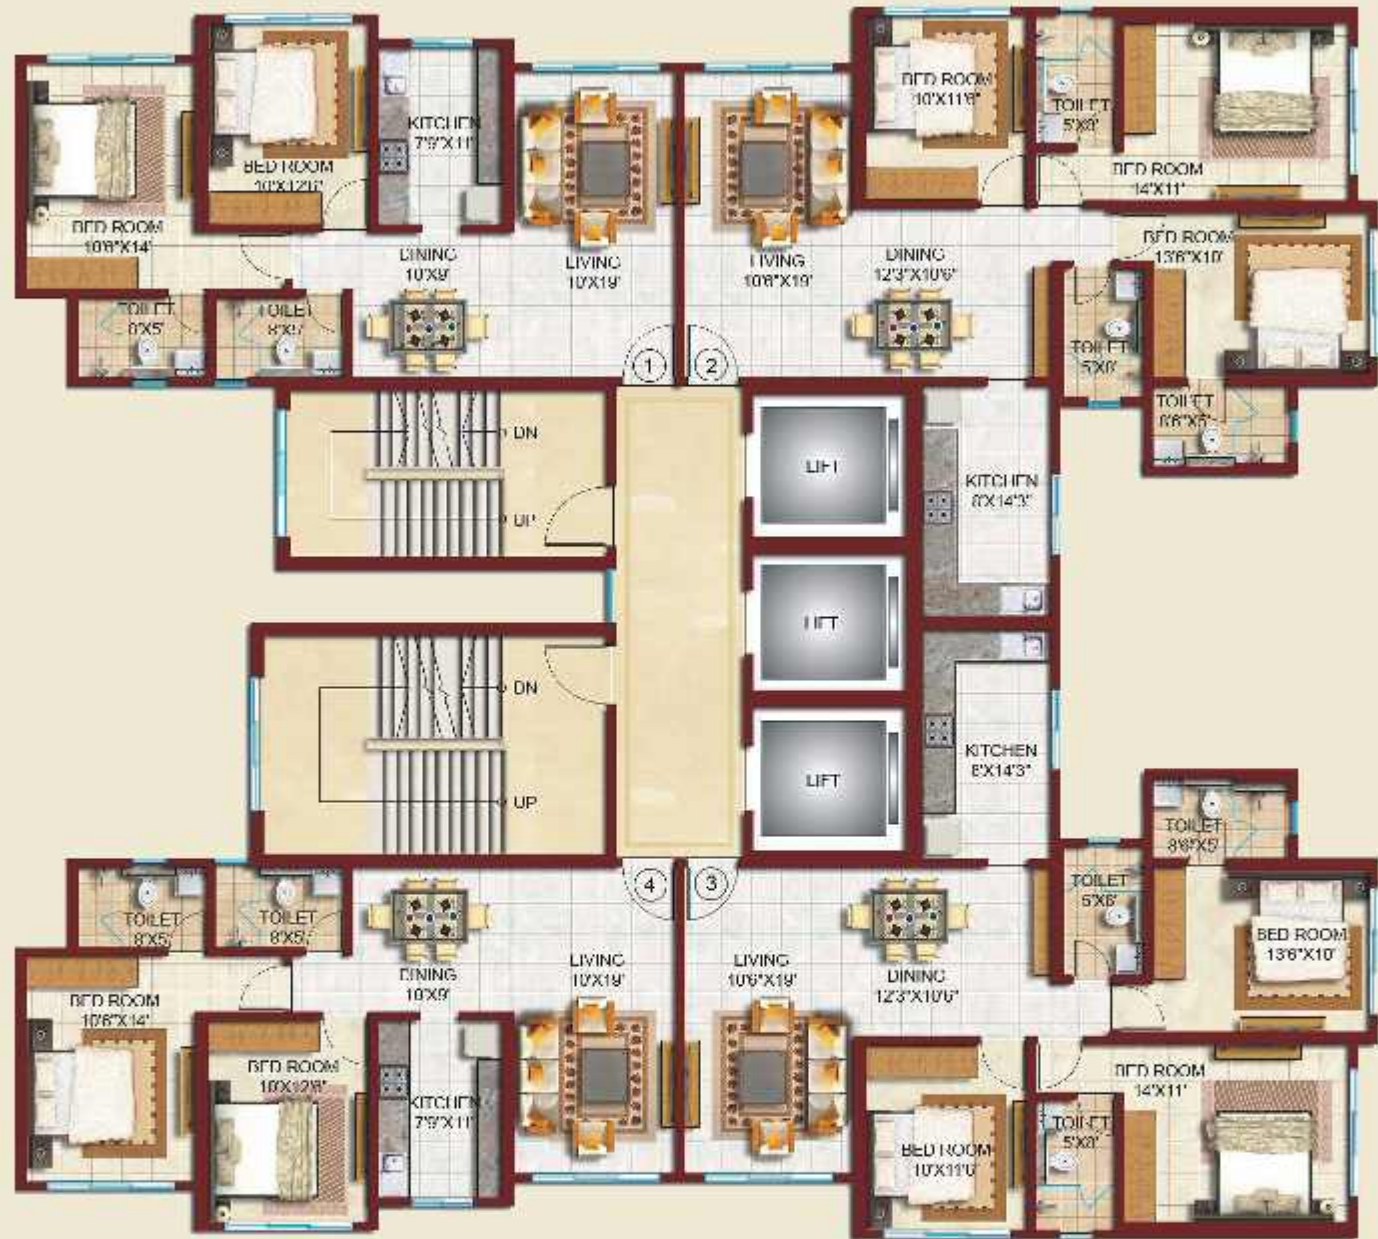 BED ROOM
10'6"X14'
BED ROOM
10'X12'6"
KITCHEN
7'9"X11'
TOILET
8'X5'
TOILET
8'X5'
DINING
10'X9'
LIVING
10'X19'
1
LIVING
10'6"X19'
DINING
12'3"X10'6"
2
BED ROOM
10'X11'6"
TOILET
5'X8'
BED ROOM
14'X11'
BED ROOM
13'6"X10'
TOILET
5'X8'
TOILET
8'6"X5'
DN
UP
LIFT
KITCHEN
8'X14'3"
LIFT
DN
UP
LIFT
KITCHEN
8'X14'3"
TOILET
8'X5'
TOILET
8'X5'
4
3
TOILET
5'X8'
TOILET
8'6"X5'
BED ROOM
10'6"X14'
DINING
10'X9'
LIVING
10'X19'
LIVING
10'6"X19'
DINING
12'3"X10'6"
BED ROOM
13'6"X10'
BED ROOM
10'X12'6"
KITCHEN
7'9"X11'
BED ROOM
10'X11'6"
TOILET
5'X8'
BED ROOM
14'X11'